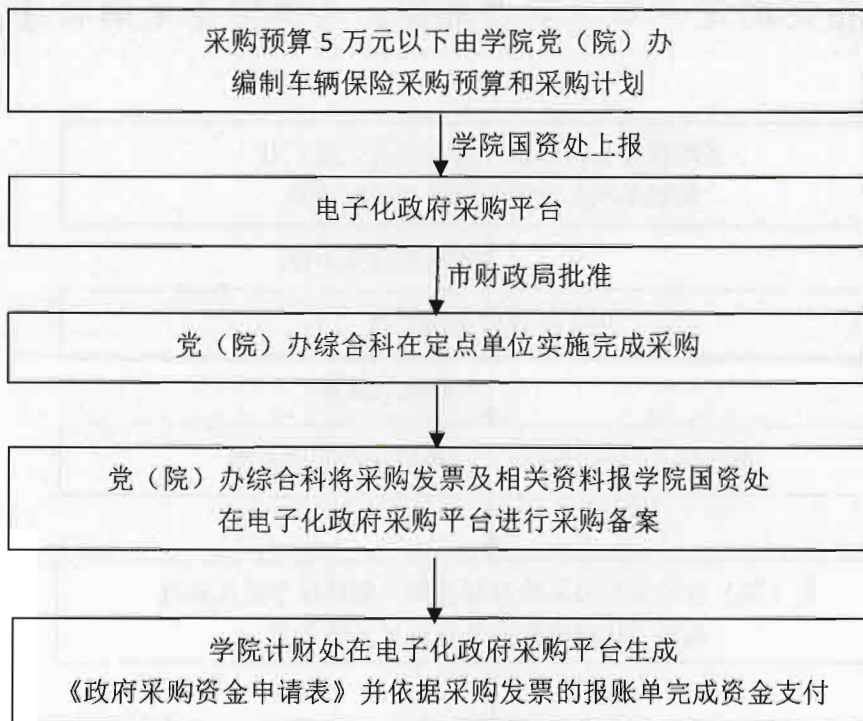 采购预算5万元以下由学院党（院）办
编制车辆保险采购预算和采购计划
学院国资处上报
电子化政府采购平台
市财政局批准
党（院）办综合科在定点单位实施完成采购
党（院）办综合科将采购发票及相关资料报学院国资处
在电子化政府采购平台进行采购备案
学院计财处在电子化政府采购平台生成
《政府采购资金申请表》并依据采购发票的报账单完成资金支付